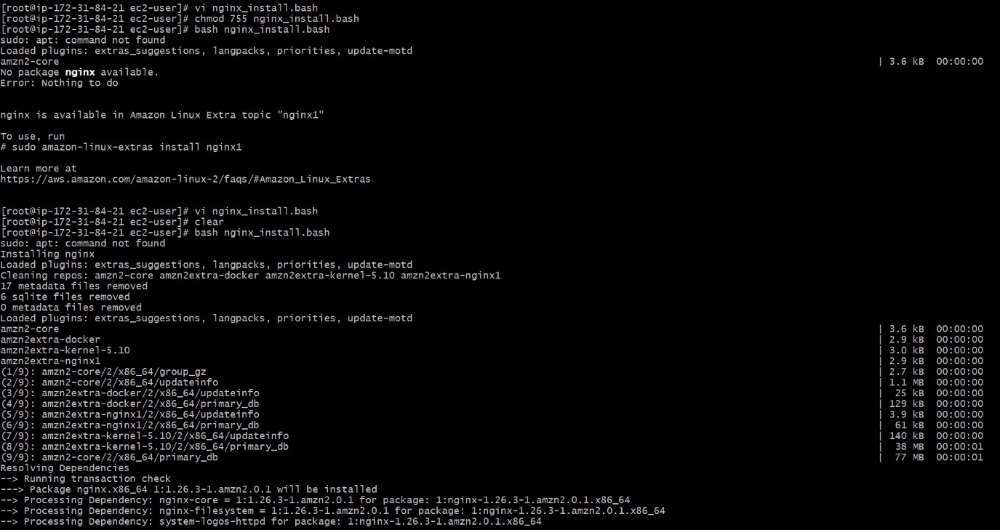 [root@ip-172-31-84-21 ec2-user]# vi nginx_install.bash
[root@ip-172-31-84-21 ec2-user]# chmod 755 nginx_install.bash
[root@ip-172-31-84-21 ec2-user]# bash nginx_install.bash
sudo: apt: command not found
Loaded plugins: extras_suggestions, langpacks, priorities, update-motd
amzn2-core | 3.6 kB 00:00:00
No package nginx available.
Error: Nothing to do
nginx is available in Amazon Linux Extra topic "nginx1"
To use, run
# sudo amazon-linux-extras install nginx1
Learn more at
https://aws.amazon.com/amazon-linux-2/faqs/#Amazon_Linux_Extras
[root@ip-172-31-84-21 ec2-user]# vi nginx_install.bash
[root@ip-172-31-84-21 ec2-user]# clear
[root@ip-172-31-84-21 ec2-user]# bash nginx_install.bash
sudo: apt: command not found
Installing nginx
Loaded plugins: extras_suggestions, langpacks, priorities, update-motd
Cleaning repos: amzn2-core amzn2extra-docker amzn2extra-kernel-5.10 amzn2extra-nginx1
17 metadata files removed
6 sqlite files removed
0 metadata files removed
Loaded plugins: extras_suggestions, langpacks, priorities, update-motd
amzn2-core | 3.6 kB 00:00:00
amzn2extra-docker | 2.9 kB 00:00:00
amzn2extra-kernel-5.10 | 3.0 kB 00:00:00
amzn2extra-nginx1 | 2.9 kB 00:00:00
(1/9): amzn2-core/2/x86_64/group_gz | 2.7 kB 00:00:00
(2/9): amzn2-core/2/x86_64/updateinfo | 1.1 MB 00:00:00
(3/9): amzn2extra-docker/2/x86_64/updateinfo | 25 kB 00:00:00
(4/9): amzn2extra-docker/2/x86_64/primary_db | 129 kB 00:00:00
(5/9): amzn2extra-nginx1/2/x86_64/updateinfo | 3.9 kB 00:00:00
(6/9): amzn2extra-nginx1/2/x86_64/primary_db | 61 kB 00:00:00
(7/9): amzn2extra-kernel-5.10/2/x86_64/updateinfo | 140 kB 00:00:00
(8/9): amzn2extra-kernel-5.10/2/x86_64/primary_db | 38 MB 00:00:01
(9/9): amzn2-core/2/x86_64/primary_db | 77 MB 00:00:01
Resolving Dependencies
--> Running transaction check
---> Package nginx.x86_64 1:1.26.3-1.amzn2.0.1 will be installed
--> Processing Dependency: nginx-core = 1:1.26.3-1.amzn2.0.1 for package: 1:nginx-1.26.3-1.amzn2.0.1.x86_64
--> Processing Dependency: nginx-filesystem = 1:1.26.3-1.amzn2.0.1 for package: 1:nginx-1.26.3-1.amzn2.0.1.x86_64
--> Processing Dependency: system-logos-httpd for package: 1:nginx-1.26.3-1.amzn2.0.1.x86_64